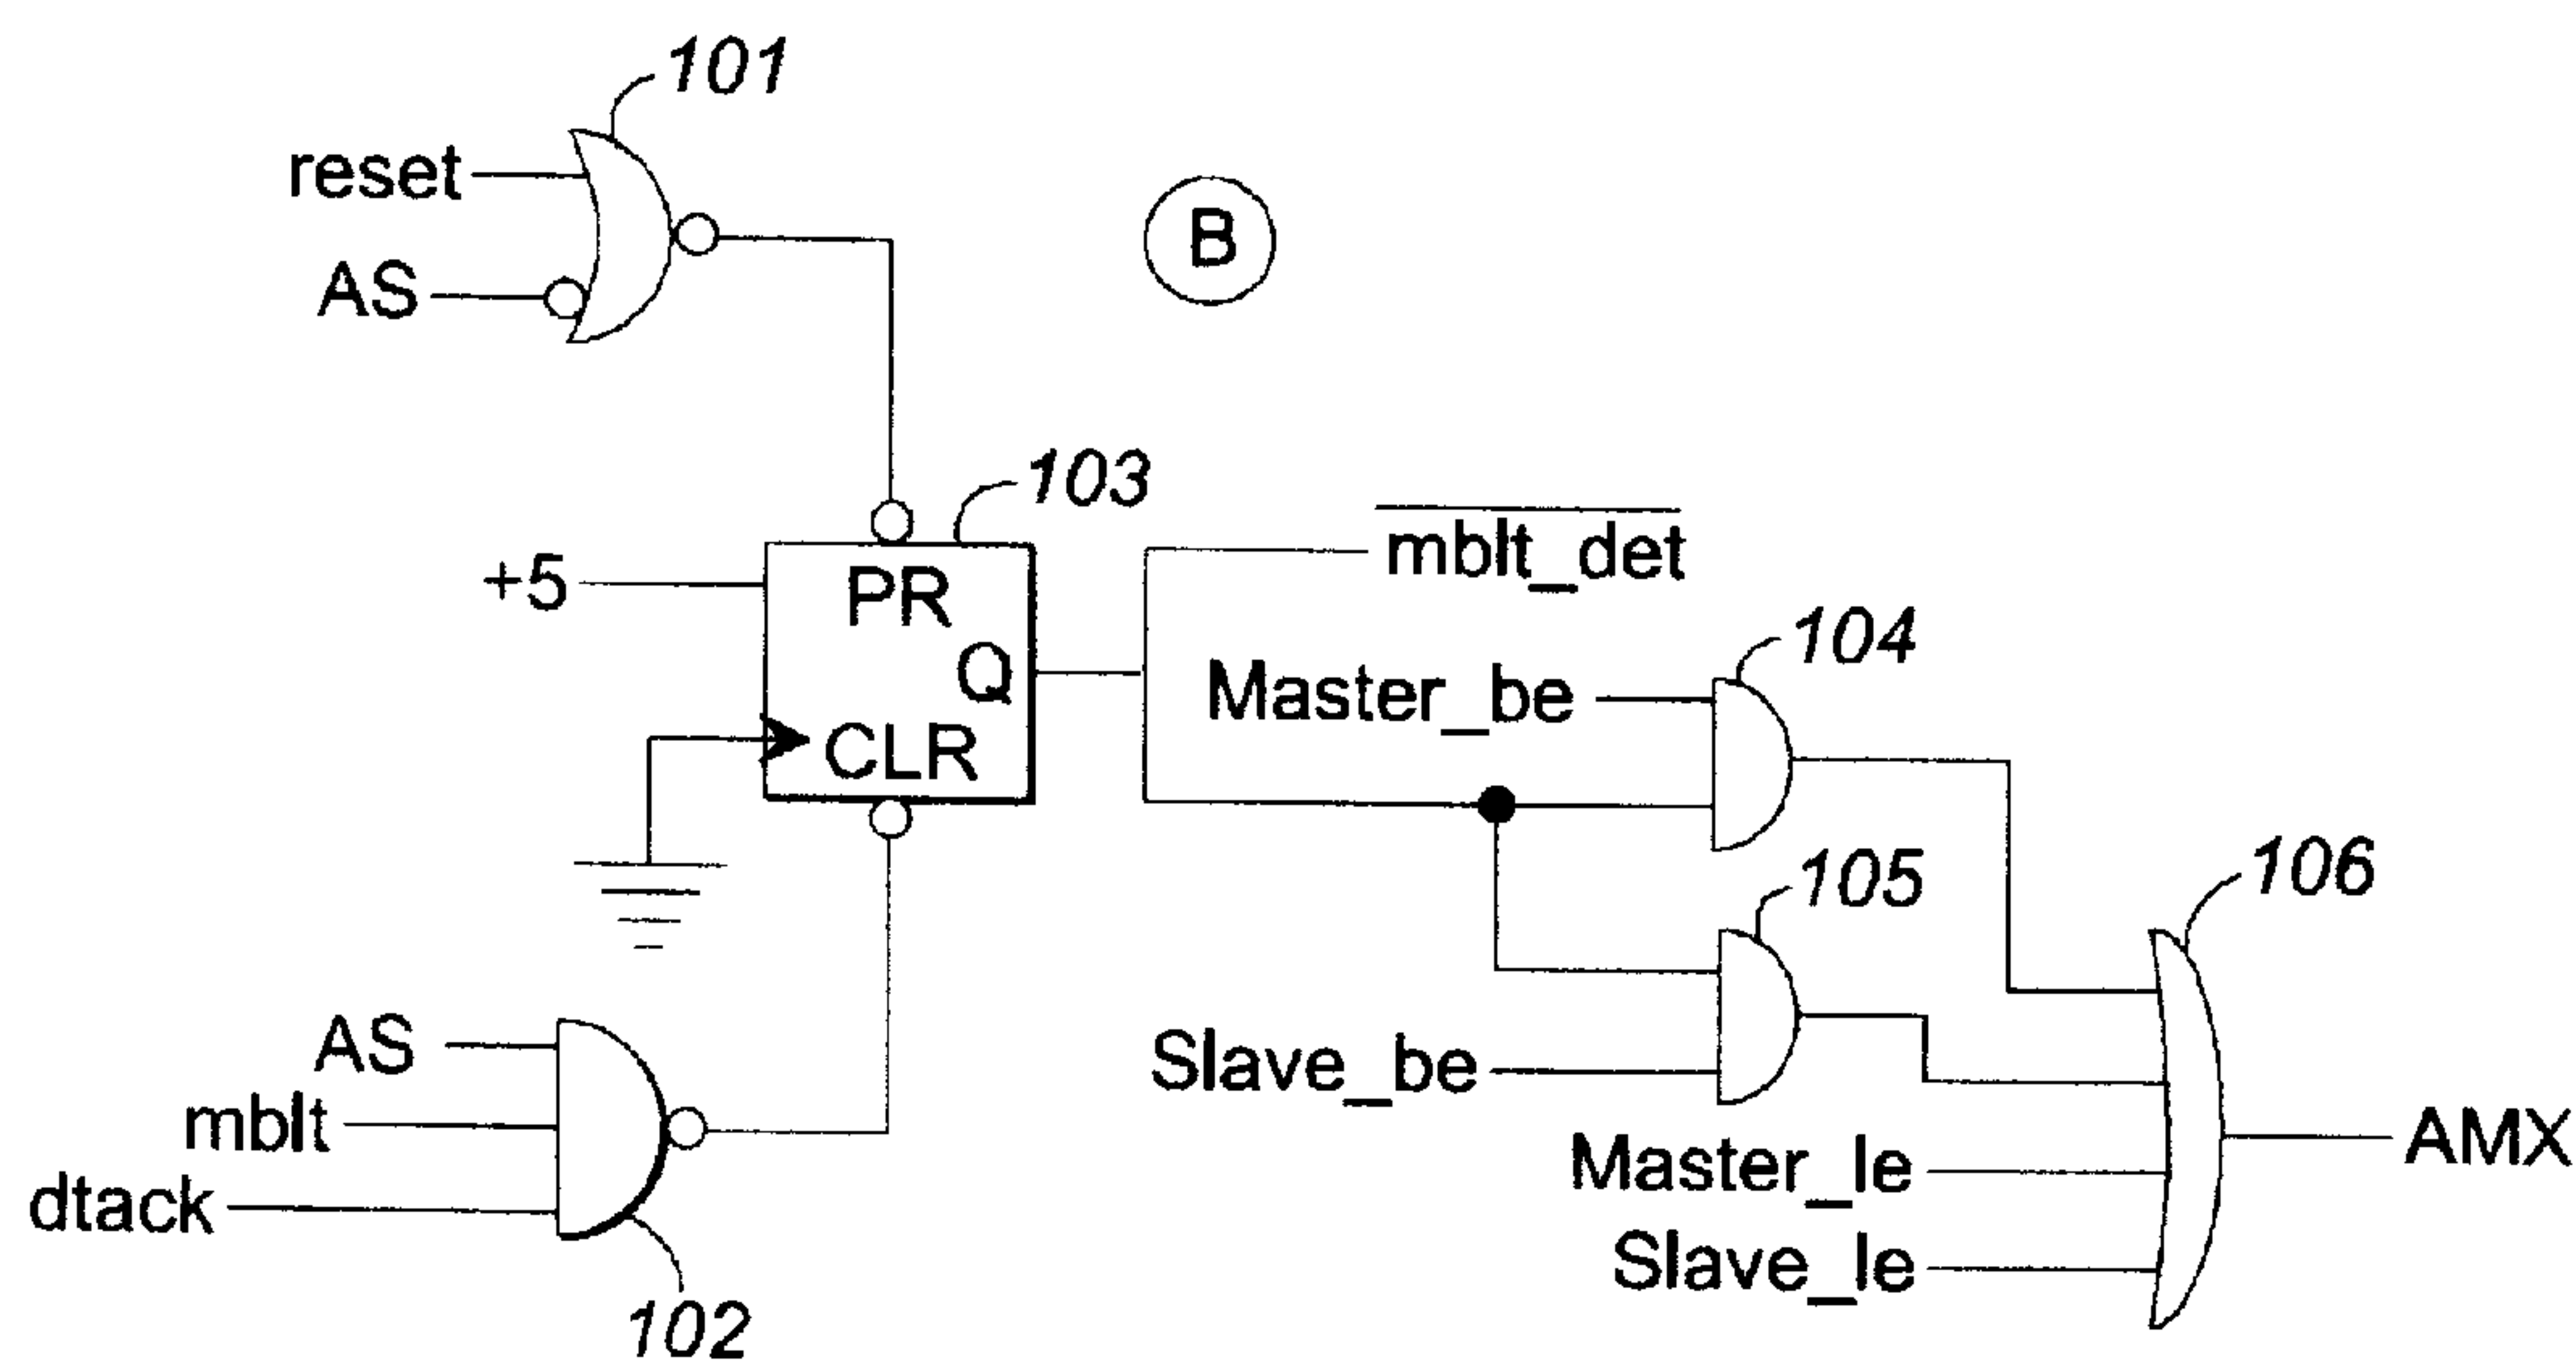 101
reset
B
AS
103
+5
PR
mblt_det
Q
Master_be
104
CLR
105
106
AS
Slave_be
mblt
AMX
Master_le
dtack
Slave_le
102